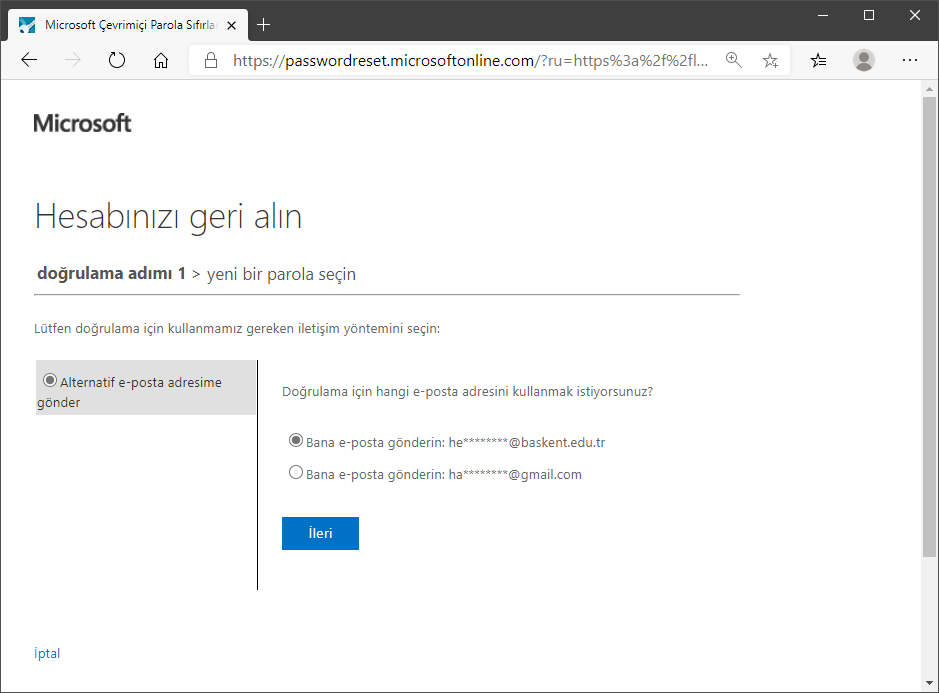 Microsoft Çevrimiçi Parola Sıfırla
https://passwordreset.microsoftonline.com/?ru=https%3a%2f%2fl...
Microsoft
Hesabınızı geri alın
doğrulama adımı 1 > yeni bir parola seçin
Lütfen doğrulama için kullanmamız gereken iletişim yöntemini seçin:
Alternatif e-posta adresime
gönder
Doğrulama için hangi e-posta adresini kullanmak istiyorsunuz?
Bana e-posta gönderin: he********@baskent.edu.tr
Bana e-posta gönderin: ha********@gmail.com
İleri
İptal